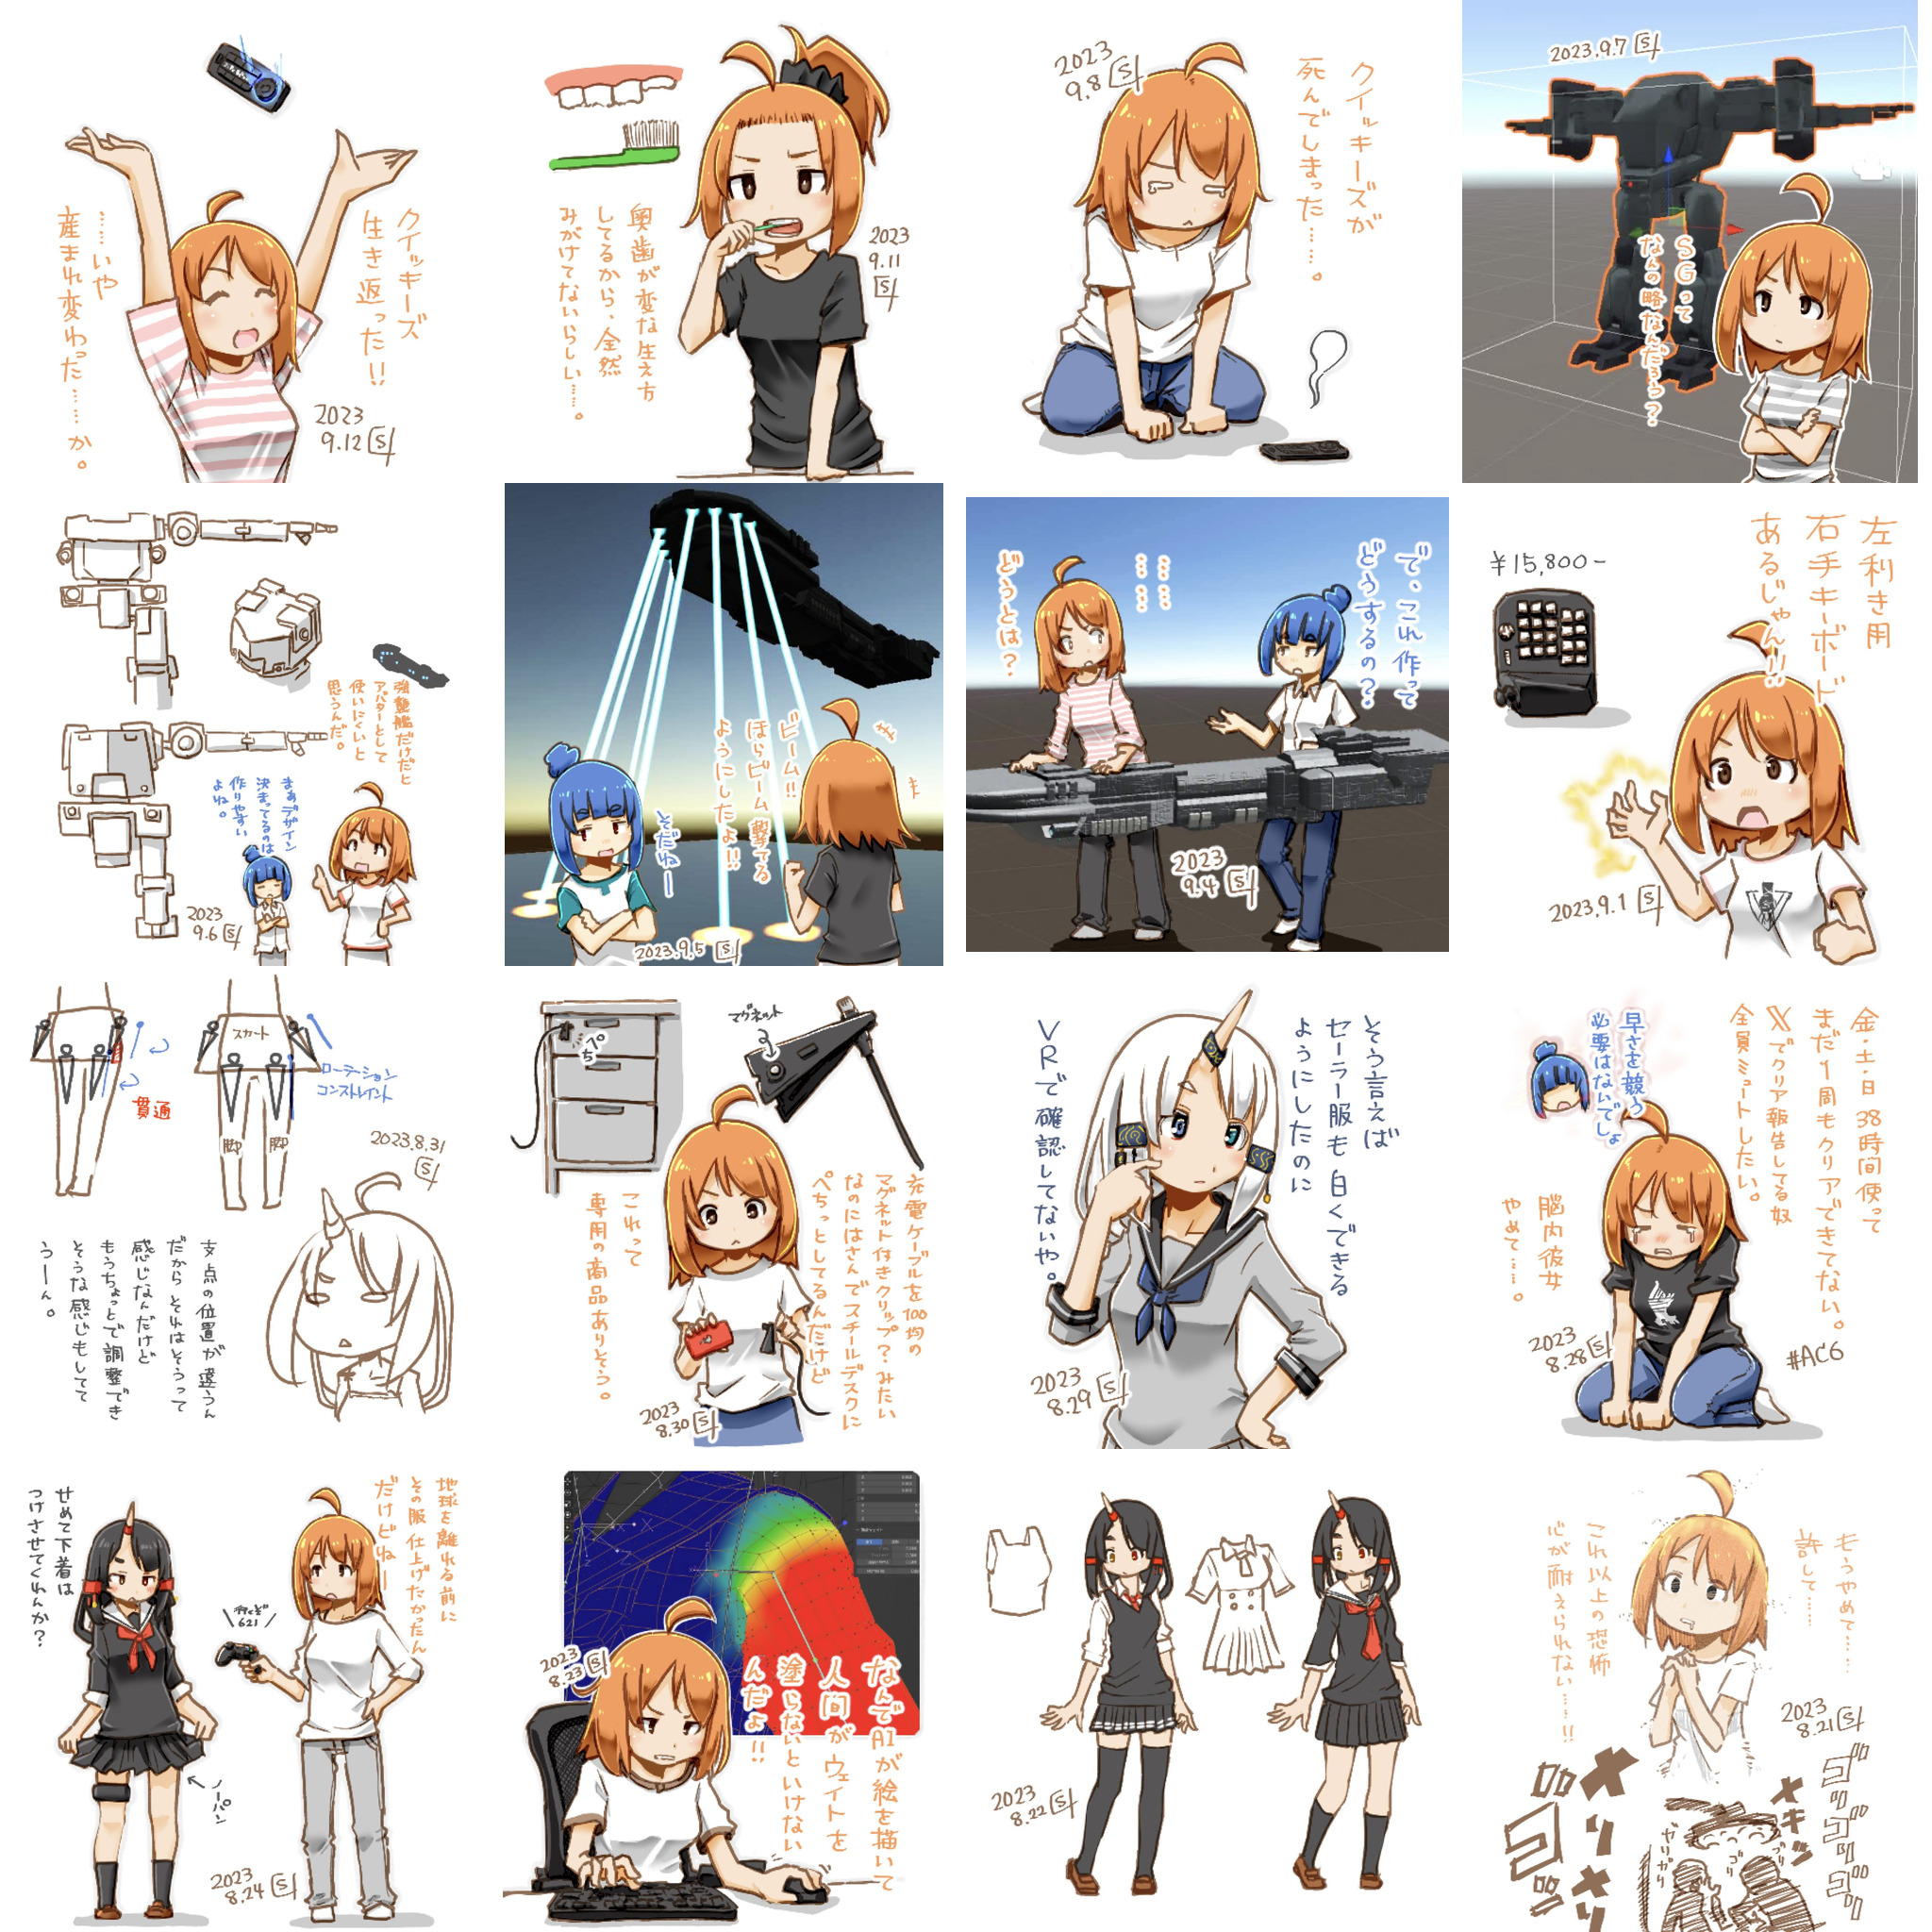 クイッキーズ
生き返った!!
……いや
産まれ変わった……か。
2023
9.12
奥歯が変な生え方
してるから、全然
みがけてないらしい……。
2023
9.11
2023
9.8
クイッキーズが
死んでしまった……。
2023.9.7
SGって
なんの略なんだろう?
強襲艦だけだと
アバターとして
使いにくいと
思うんだ。
まあデザイン
決まってるのは
作りやすい
よね。
2023
9.6
ビーム!!
ほらビーム撃てる
ようにしたよ!!
そだねー
2023.9.5
で、これ作って
どうするの?
……
……
どうとは?
2023
9.4
左利き用
右手キーボード
あるじゃん!!
¥15,800-
2023.9.1
スカート
ローテーション
コンストレイント
貫通
脚
脚
2023.8.31
支点の位置が違うん
だから それはそうって
感じなんだけど
もうちょっとで調整でき
そうな感じもしてて
うーん。
マグネット
ぺち
充電ケーブルを100均の
マグネット付きクリップ?みたい
なのにはさんでスチールデスクに
ぺちっとしてるんだけど
これって
専用の商品ありそう。
2023
8.30
そう言えば
セーラー服も白くできる
ようにしたのに
VRで確認してないや。
2023
8.29
金・土・日 38時間使って
まだ1周もクリアできてない。
𝕏でクリア報告してる奴
全員ミュートしたい。
早さを競う
必要はないでしょ
脳内彼女
やめて……。
2023
8.28
#AC6
地球を離れる前に
その服仕上げたかったん
だけどねー
行くぞ
621
せめて下着は
つけさせてくれんか?
ノーパン
2023
8.24
2023
8.23
なんでAIが絵を描いて
人間がウェイトを
塗らないといけない
んだよ!!
2023
8.22
もうやめて……
許して……
これ以上の恐怖
心が耐えられない……!!
2023
8.21
メリメリ
メキ
ゴリゴリ